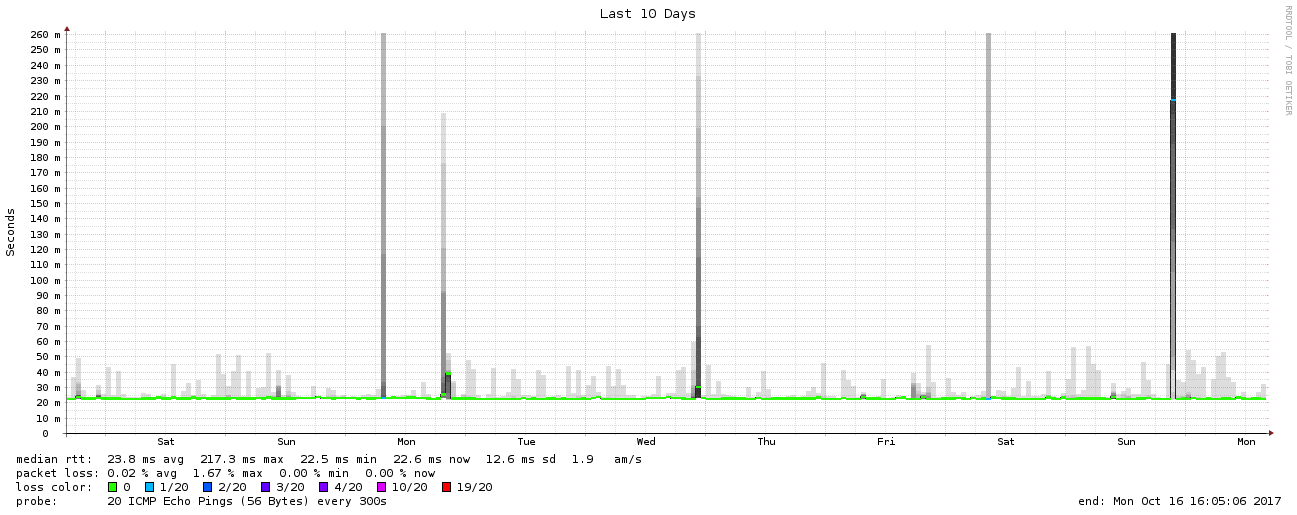 Last 10 Days
RRDTOOL / TOBI OETIKER
260 m
250 m
240 m
230 m
220 m
210 m
200 m
190 m
180 m
170 m
160 m
150 m
140 m
130 m
120 m
110 m
100 m
90 m
80 m
70 m
60 m
50 m
40 m
30 m
20 m
10 m
0
Seconds
Sat Sun Mon Tue Wed Thu Fri Sat Sun Mon
median rtt: 23.8 ms avg 217.3 ms max 22.5 ms min 22.6 ms now 12.6 ms sd 1.9 am/s
packet loss: 0.02 % avg 1.67 % max 0.00 % min 0.00 % now
loss color: 0 1/20 2/20 3/20 4/20 10/20 19/20
probe: 20 ICMP Echo Pings (56 Bytes) every 300s end: Mon Oct 16 16:05:06 2017